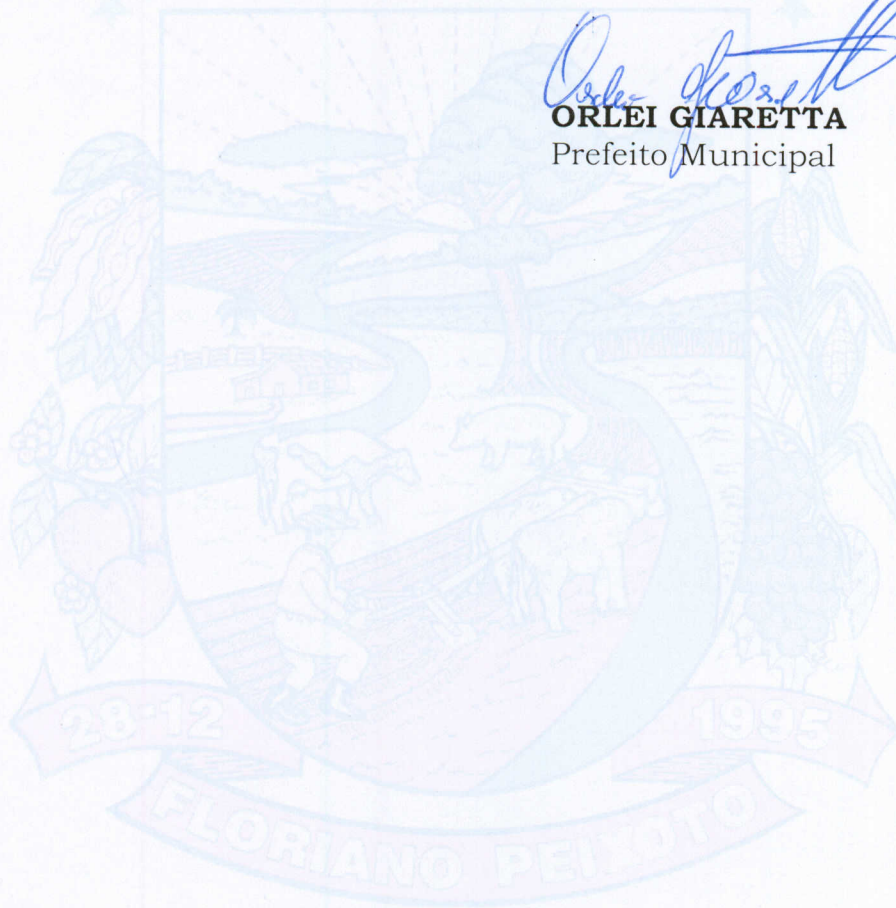 ORLEI GIARETTA
Prefeito Municipal
28-12
1995
FLORIANO PEIXOTO